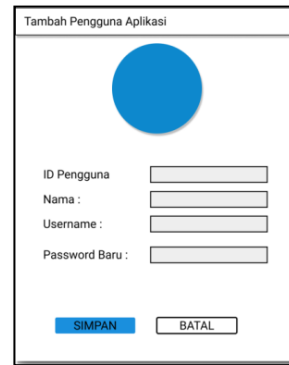 Tambah Pengguna Aplikasi
ID Pengguna
Nama :
Username :
Password Baru :
SIMPAN BATAL